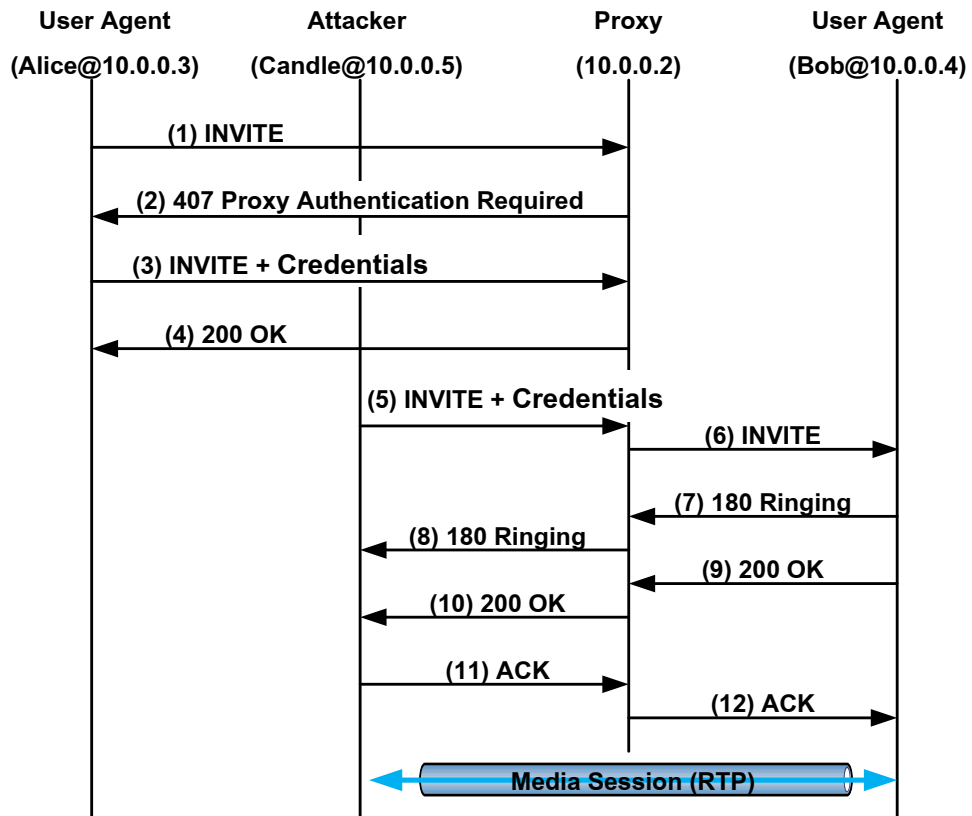 User Agent Attacker Proxy User Agent
(Alice@10.0.0.3) (Candle@10.0.0.5) (10.0.0.2) (Bob@10.0.0.4)
(1) INVITE
(2) 407 Proxy Authentication Required
(3) INVITE + Credentials
(4) 200 OK
(5) INVITE + Credentials
(6) INVITE
(7) 180 Ringing
(8) 180 Ringing
(9) 200 OK
(10) 200 OK
(11) ACK
(12) ACK
Media Session (RTP)